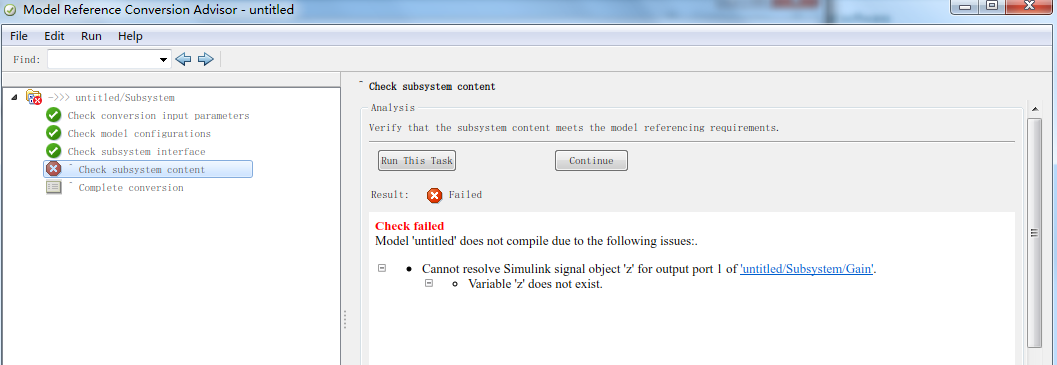 Model Reference Conversion Advisor - untitled
File Edit Run Help
Find:
->>> untitled/Subsystem
Check conversion input parameters
Check model configurations
Check subsystem interface
^ Check subsystem content
^ Complete conversion
^ Check subsystem content
Analysis
Verify that the subsystem content meets the model referencing requirements.
Run This Task Continue
Result: Failed
Check failed
Model 'untitled' does not compile due to the following issues:.
• Cannot resolve Simulink signal object 'z' for output port 1 of 'untitled/Subsystem/Gain'.
◦ Variable 'z' does not exist.